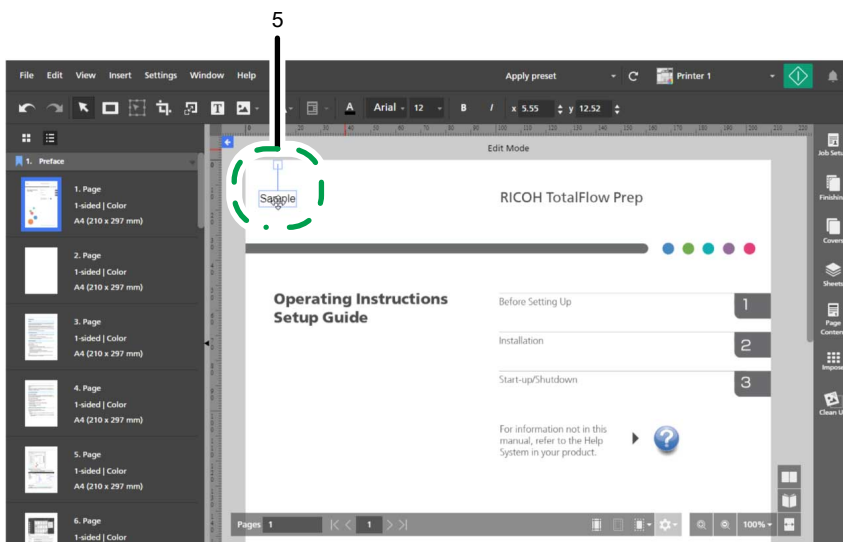 5
File Edit View Insert Settings Window Help
Apply preset
Printer 1
T
A Arial 12 B I x 5.55 y 12.52
Edit Mode
1. Preface
1. Page
1-sided | Color
A4 (210 x 297 mm)
2. Page
1-sided | Color
A4 (210 x 297 mm)
3. Page
1-sided | Color
A4 (210 x 297 mm)
4. Page
1-sided | Color
A4 (210 x 297 mm)
5. Page
1-sided | Color
A4 (210 x 297 mm)
6. Page
1-sided | Color
Sample
RICOH TotalFlow Prep
Operating Instructions
Setup Guide
Before Setting Up 1
Installation 2
Start-up/Shutdown 3
For information not in this
manual, refer to the Help
System in your product.
?
Job Setu
Finishin
Covers
Sheets
Page
Conten
Impose
Clean U
Pages 1
1
100%